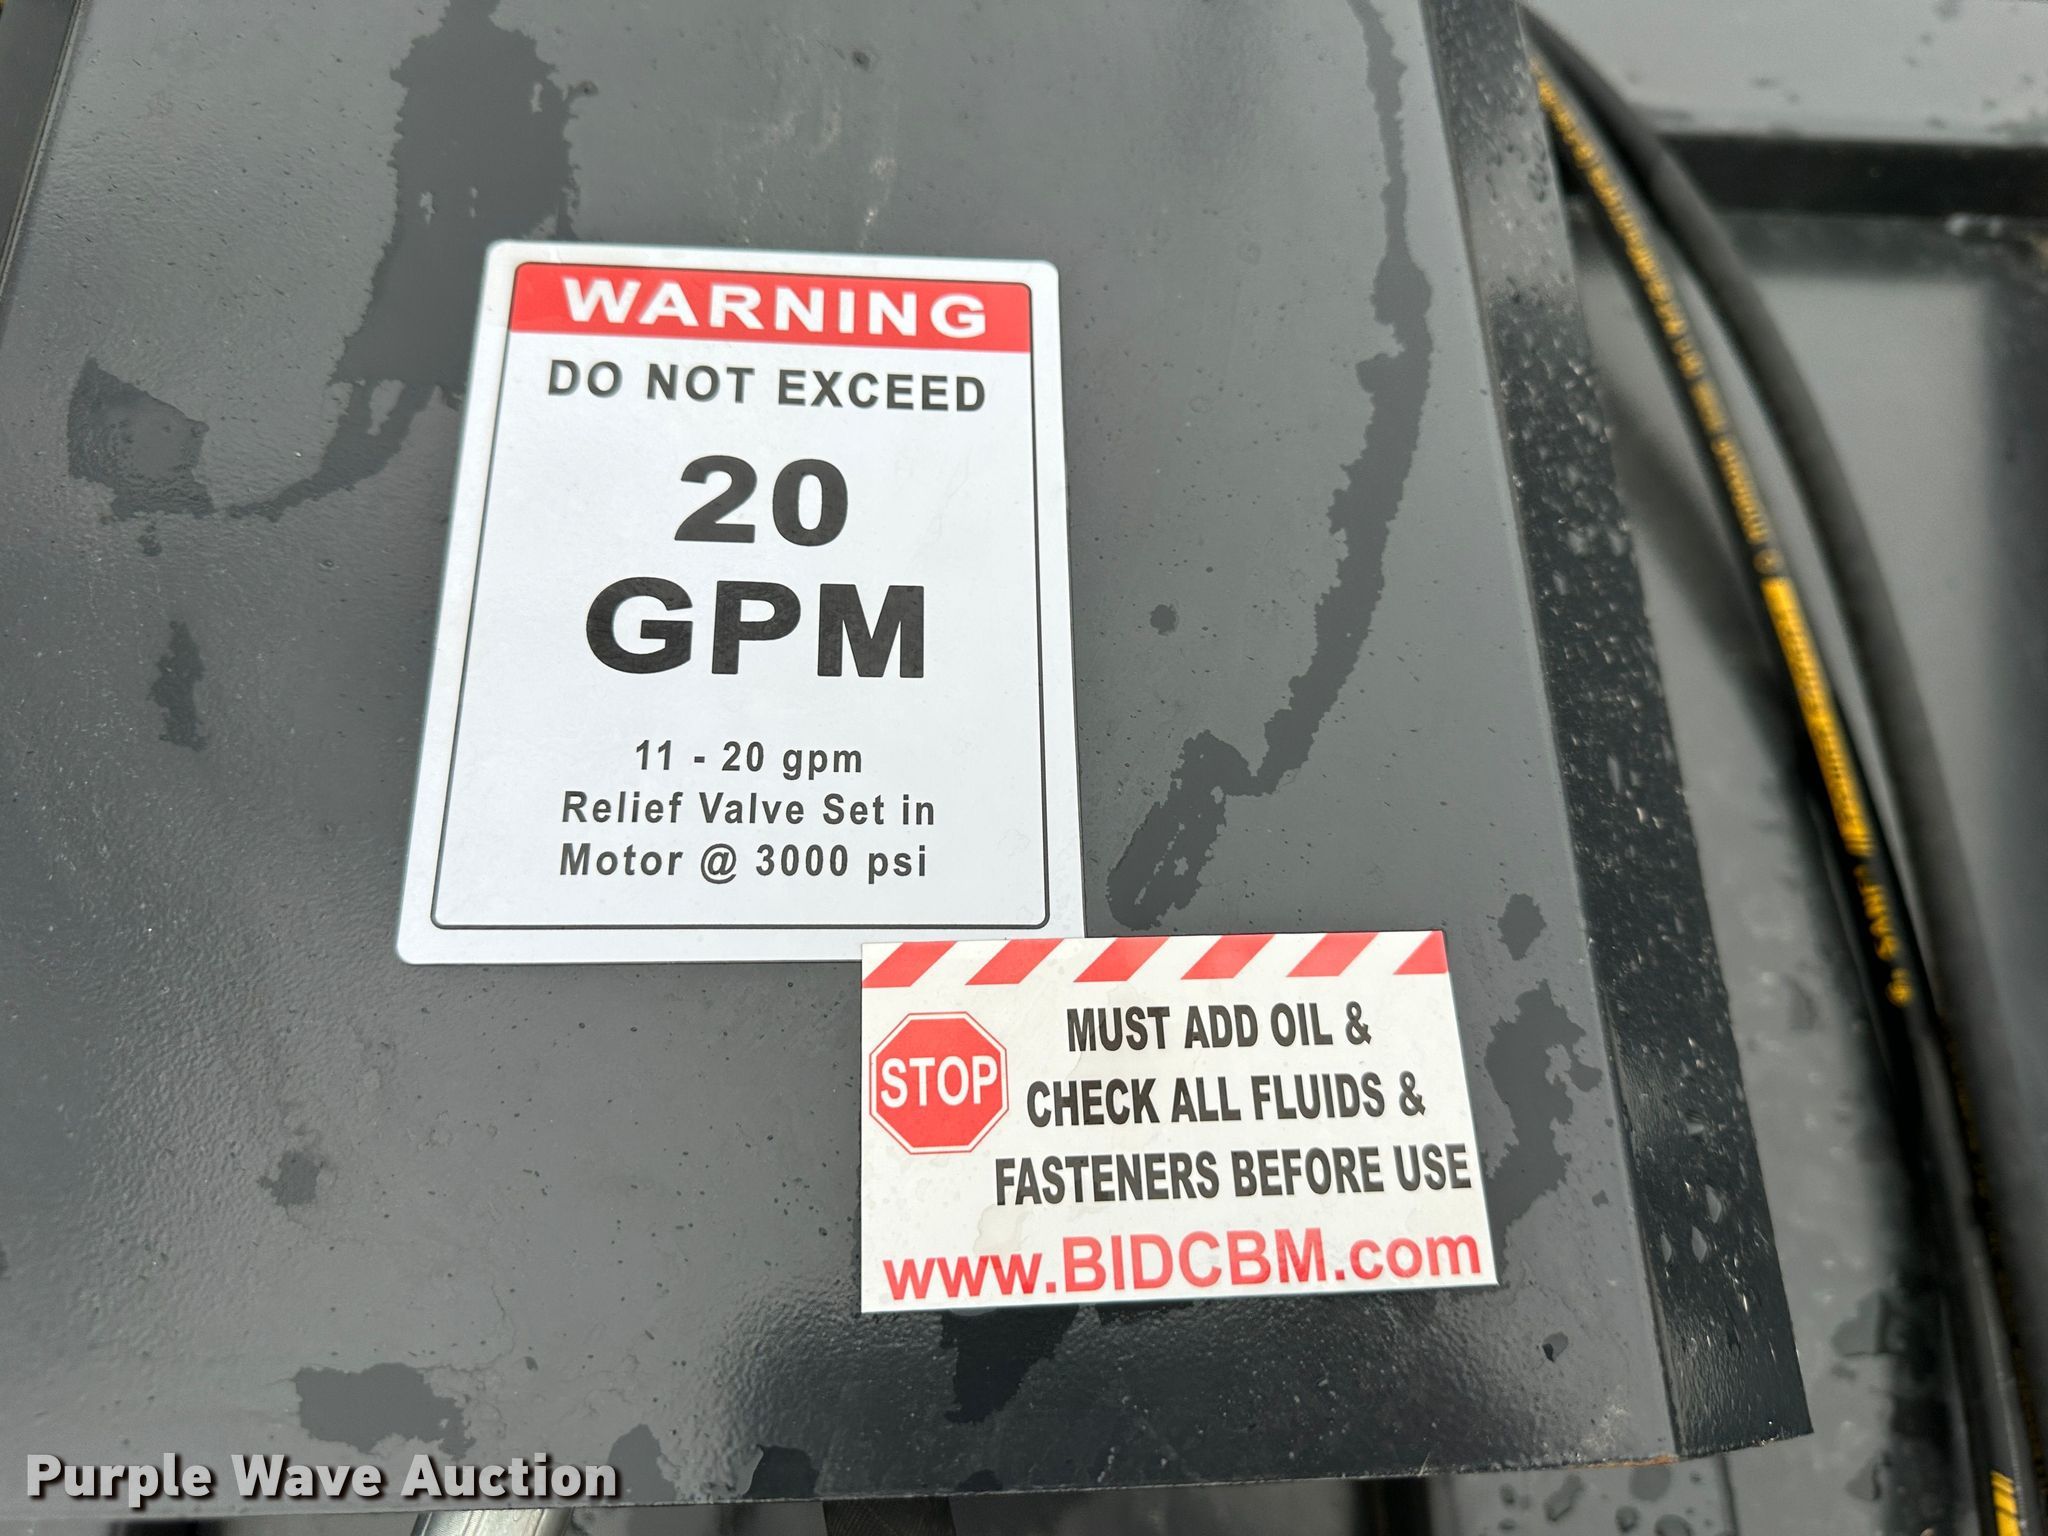 WARNING
DO NOT EXCEED
20
GPM
11 - 20 gpm
Relief Valve Set in
Motor @ 3000 psi
STOP
MUST ADD OIL &
CHECK ALL FLUIDS &
FASTENERS BEFORE USE
www.BIDCBM.com
Purple Wave Auction